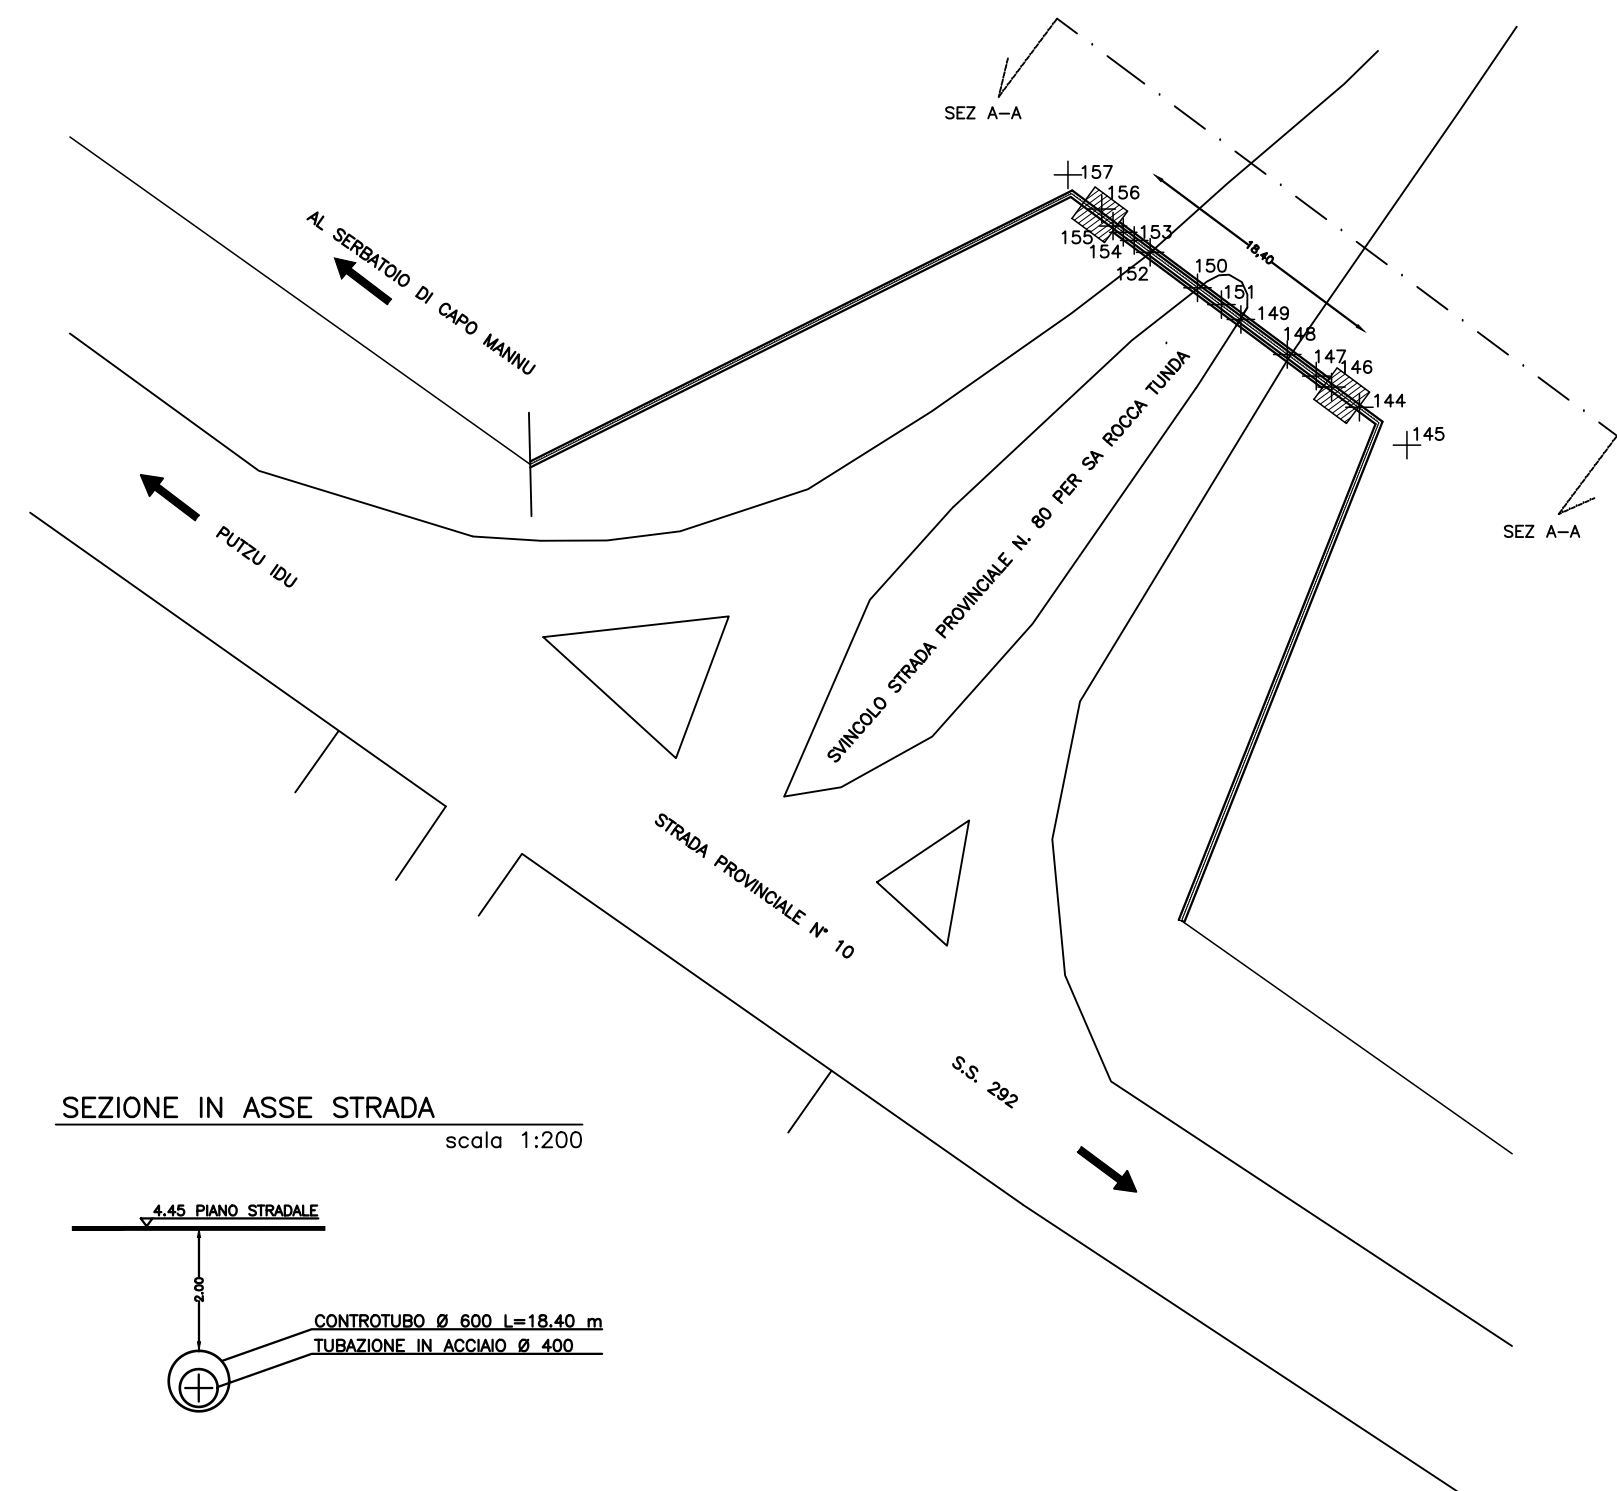 SEZ A-A
157
156
155
154
153
152
18,40
150
151
149
148
147
146
144
145
SEZ A-A
AL SERBATOIO DI CAPO MANNU
PUTZU IDU
SVINCOLO STRADA PROVINCIALE N. 80 PER SA ROCCA TUNDA
STRADA PROVINCIALE N° 10
S.S. 292
SEZIONE IN ASSE STRADA
scala 1:200
4.45 PIANO STRADALE
2.00
CONTROTUBO Ø 600 L=18.40 m
TUBAZIONE IN ACCIAIO Ø 400